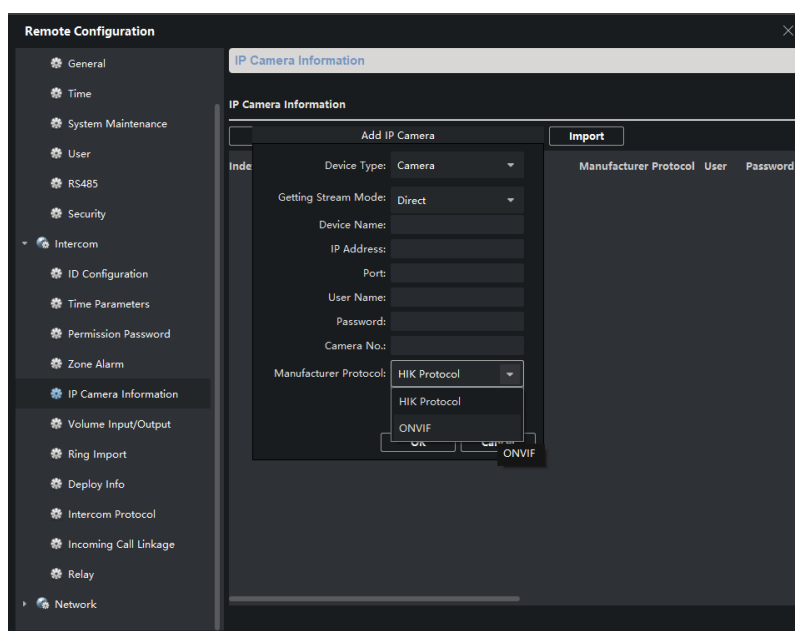 Remote Configuration
General
Time
System Maintenance
User
RS485
Security
Intercom
ID Configuration
Time Parameters
Permission Password
Zone Alarm
IP Camera Information
Volume Input/Output
Ring Import
Deploy Info
Intercom Protocol
Incoming Call Linkage
Relay
Network
IP Camera Information
IP Camera Information
Import
Manufacturer Protocol User Password
Add IP Camera
Device Type: Camera
Getting Stream Mode: Direct
Device Name:
IP Address:
Port:
User Name:
Password:
Camera No.:
Manufacturer Protocol: HIK Protocol
HIK Protocol
ONVIF
ONVIF